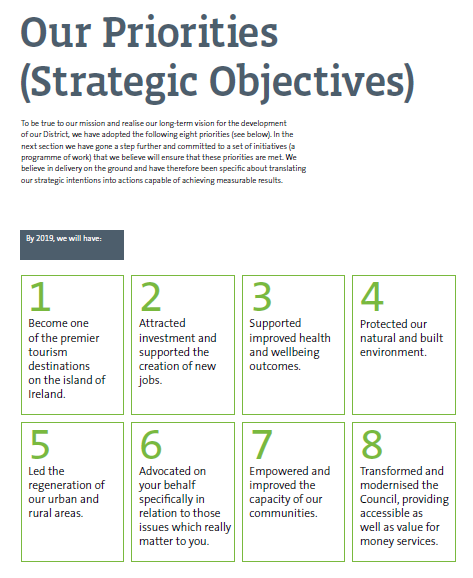 Our Priorities
(Strategic Objectives)
To be true to our mission and realise our long-term vision for the development
of our District, we have adopted the following eight priorities (see below). In the
next section we have gone a step further and committed to a set of initiatives (a
programme of work) that we believe will ensure that these priorities are met. We
believe in delivery on the ground and have therefore been specific about translating
our strategic intentions into actions capable of achieving measurable results.
By 2019, we will have:
1
Become one
of the premier
tourism
destinations
on the island of
Ireland.
2
Attracted
investment and
supported the
creation of new
jobs.
3
Supported
improved health
and wellbeing
outcomes.
4
Protected our
natural and built
environment.
5
Led the
regeneration of
our urban and
rural areas.
6
Advocated on
your behalf
specifically in
relation to those
issues which really
matter to you.
7
Empowered and
improved the
capacity of our
communities.
8
Transformed and
modernised the
Council, providing
accessible as
well as value for
money services.